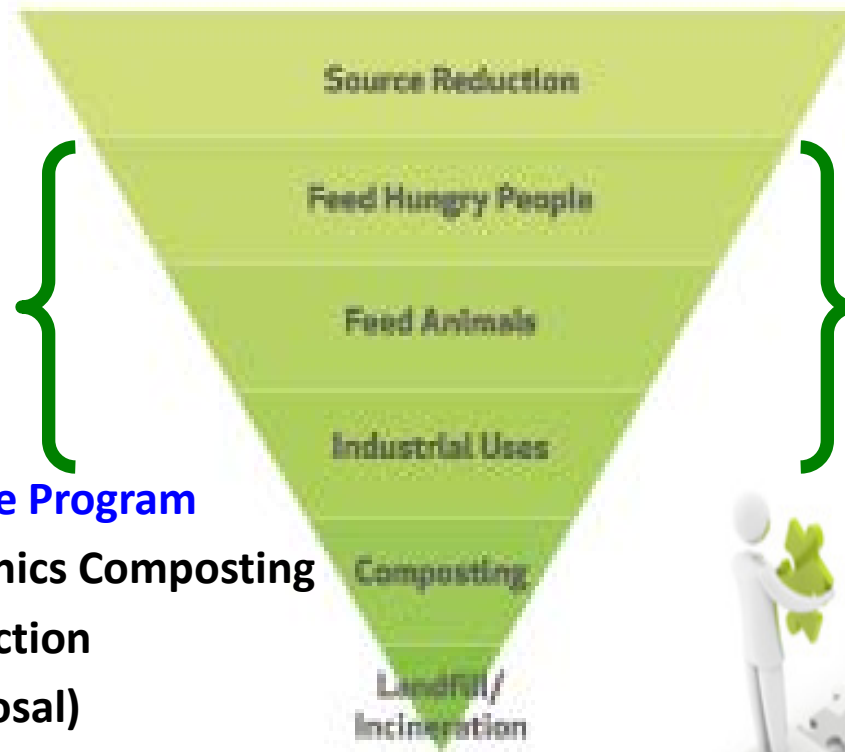 Source Reduction
Feed Hungry People
Feed Animals
Industrial Uses
e Program
nics Composting
Composting
ction
osal)
Landfill/
Incineration